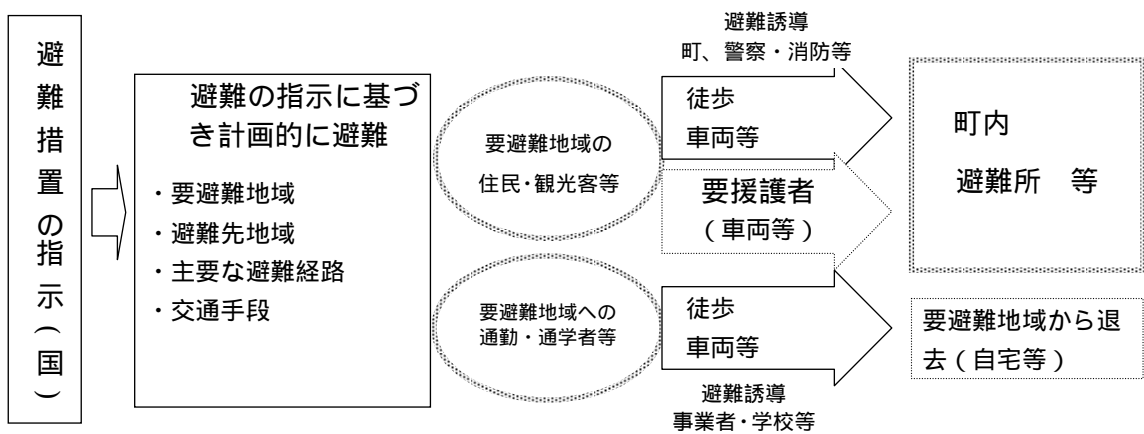 避難措置の指示(国)
避難の指示に基づ
き計画的に避難
・要避難地域
・避難先地域
・主要な避難経路
・交通手段
要避難地域の
住民・観光客等
要避難地域への
通勤・通学者等
避難誘導
町、警察・消防等
徒歩
車両等
要援護者
(車両等)
徒歩
車両等
避難誘導
事業者・学校等
町内
避難所 等
要避難地域から退
去(自宅等)